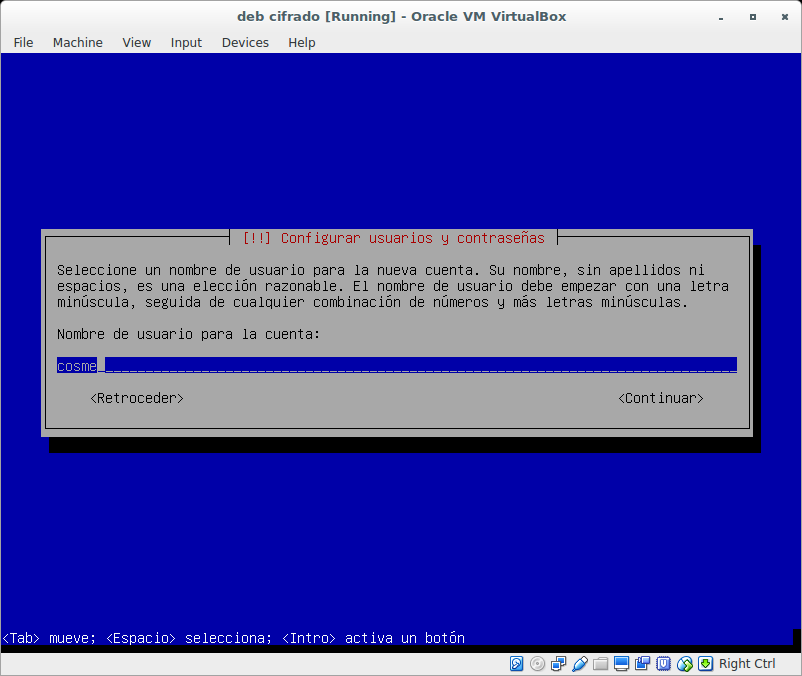 deb cifrado [Running] - Oracle VM VirtualBox
File Machine View Input Devices Help
[!!] Configurar usuarios y contraseñas
Seleccione un nombre de usuario para la nueva cuenta. Su nombre, sin apellidos ni
espacios, es una elección razonable. El nombre de usuario debe empezar con una letra
minúscula, seguida de cualquier combinación de números y más letras minúsculas.
Nombre de usuario para la cuenta:
cosme
<Retroceder> <Continuar>
<Tab> mueve; <Espacio> selecciona; <Intro> activa un botón
Right Ctrl